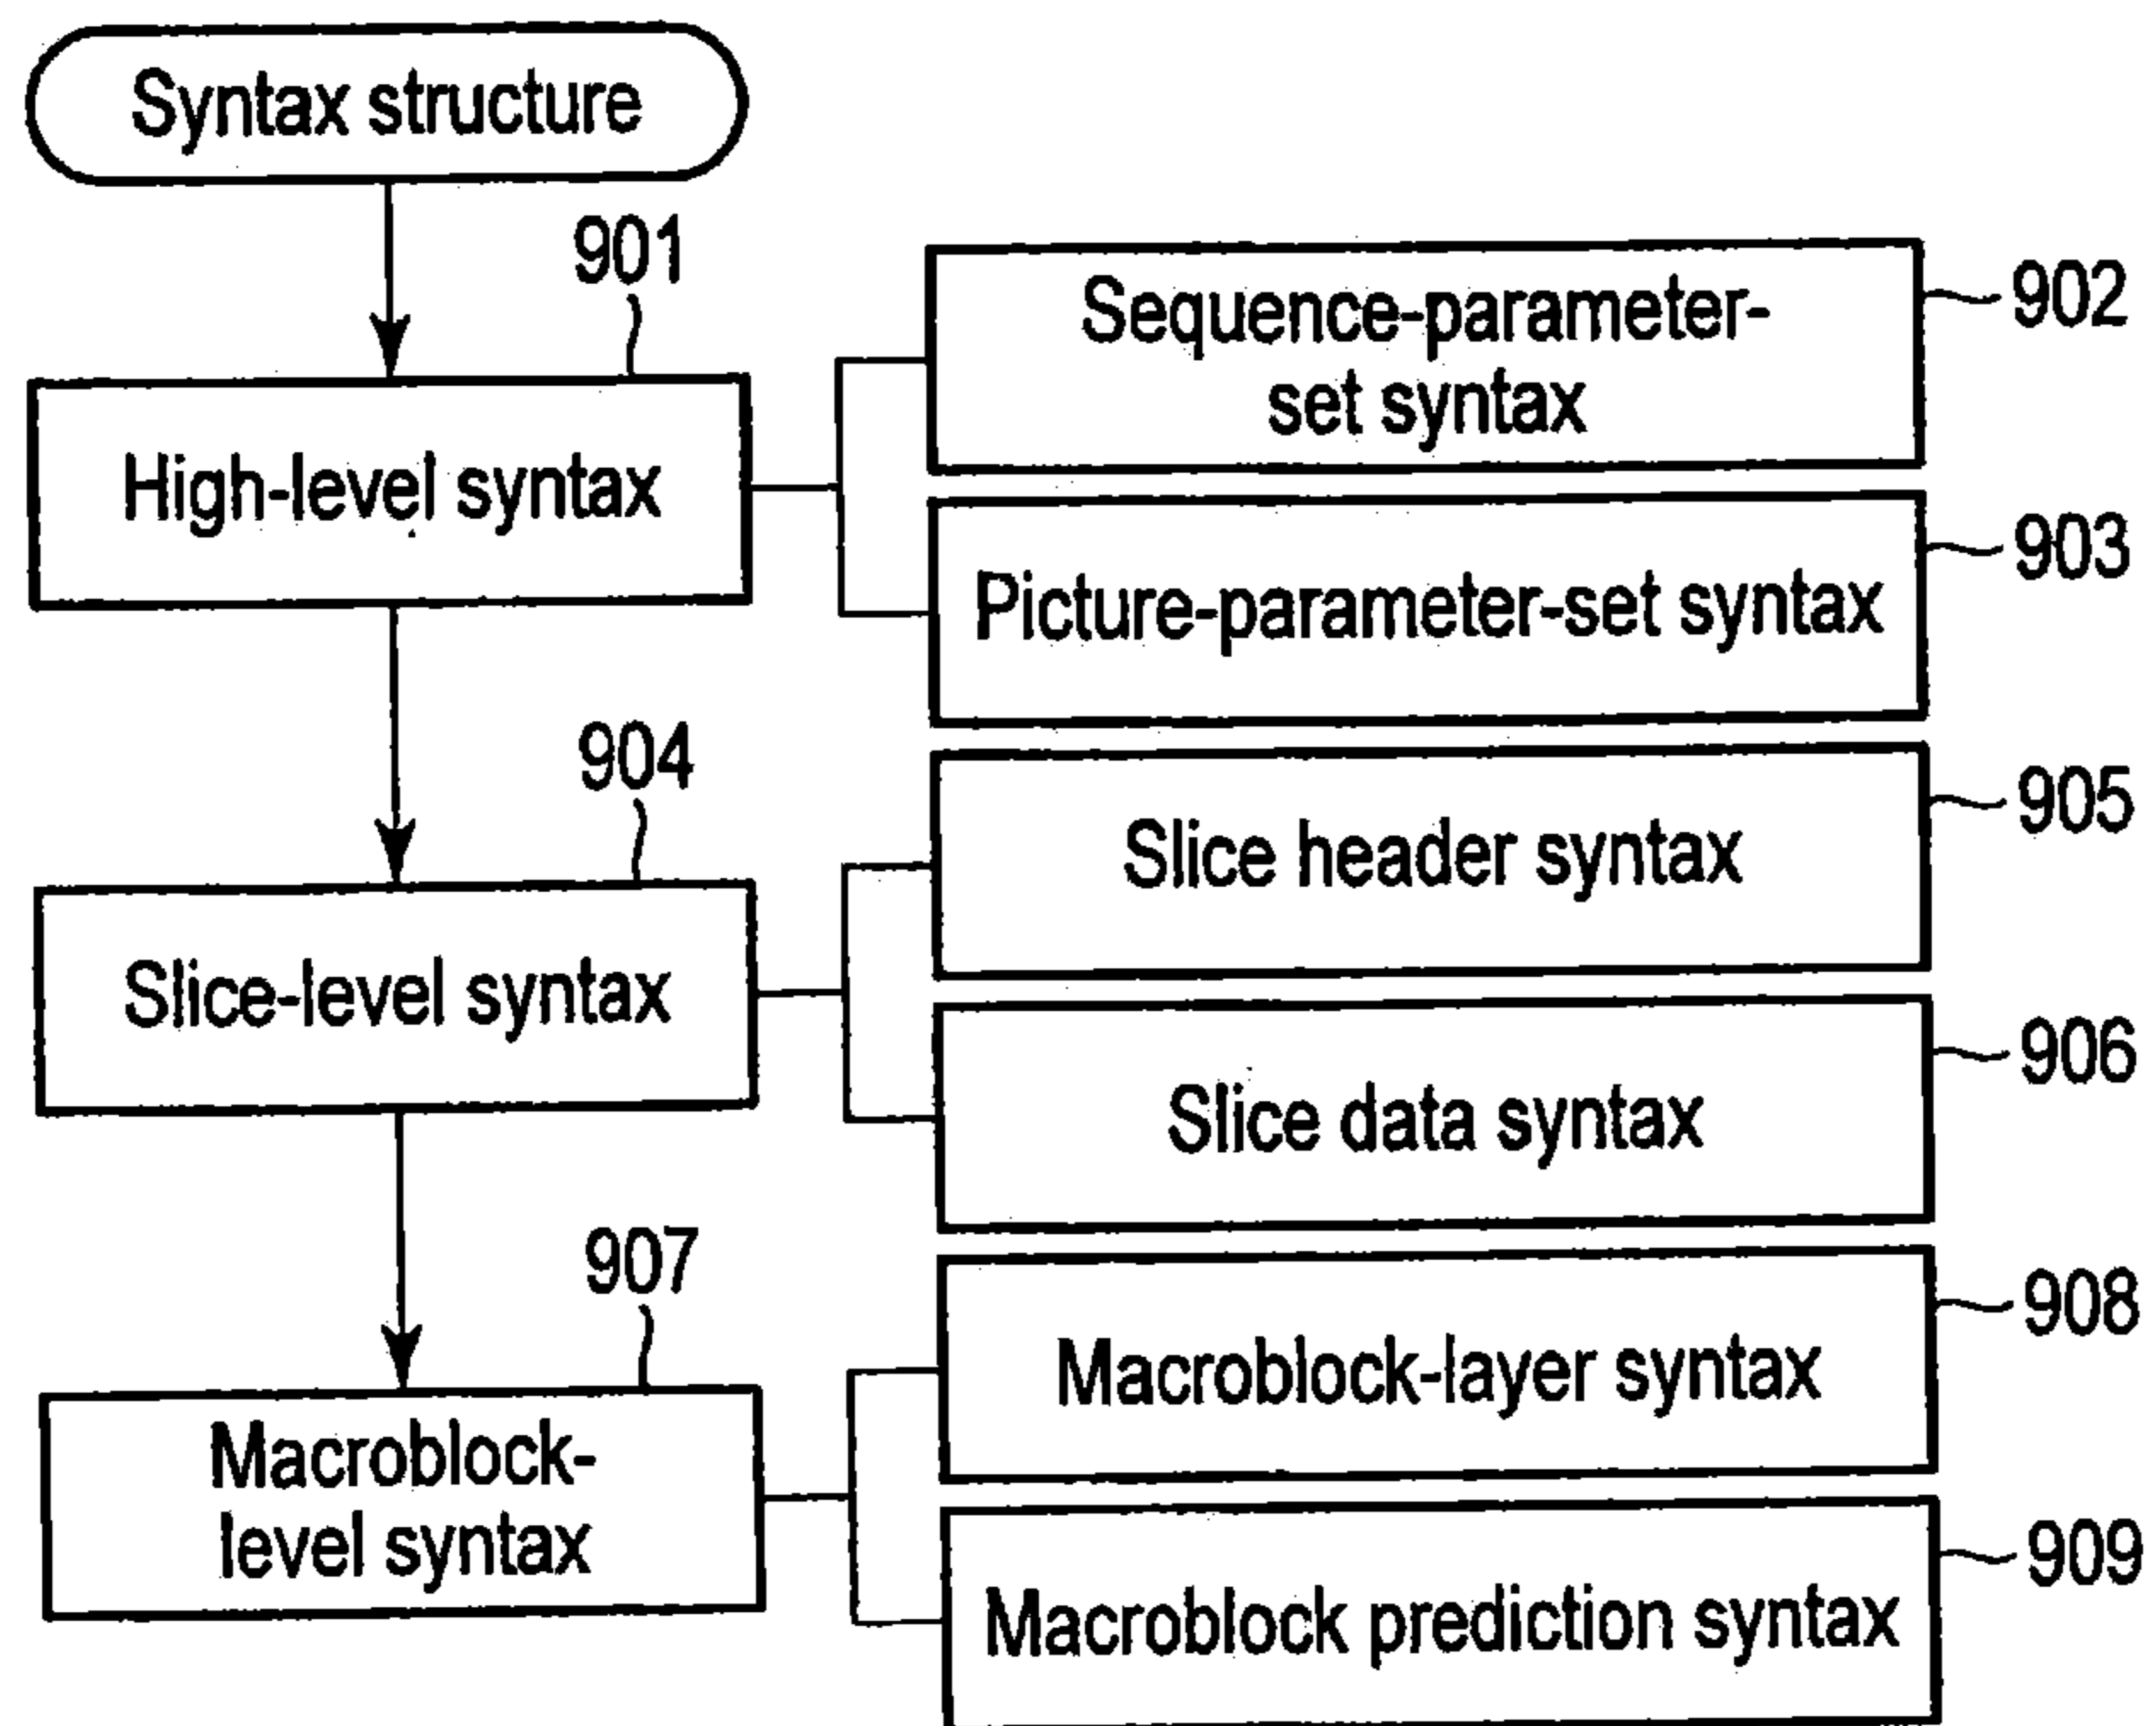 Syntax structure
901
High-level syntax
Sequence-parameter-
set syntax
902
Picture-parameter-set syntax
903
904
Slice-level syntax
Slice header syntax
905
Slice data syntax
906
907
Macroblock-
level syntax
Macroblock-layer syntax
908
Macroblock prediction syntax
909